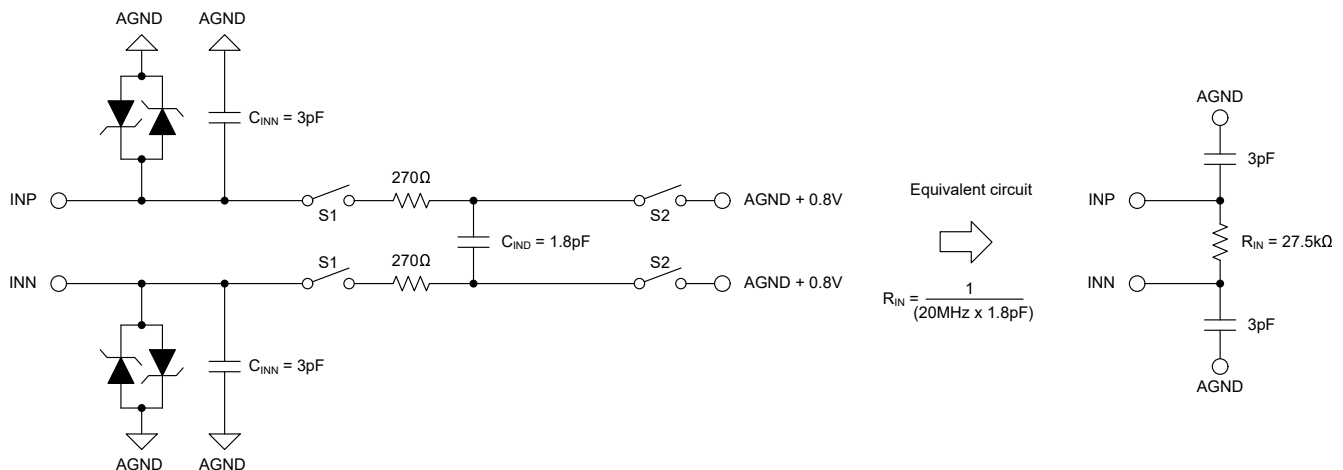 AGND
AGND
C_INN = 3pF
INP
S1
270Ω
S2
AGND + 0.8V
C_IND = 1.8pF
INN
S1
270Ω
S2
AGND + 0.8V
C_INN = 3pF
AGND
AGND
Equivalent circuit
R_IN = 1
(20MHz x 1.8pF)
AGND
3pF
INP
R_IN = 27.5kΩ
INN
3pF
AGND